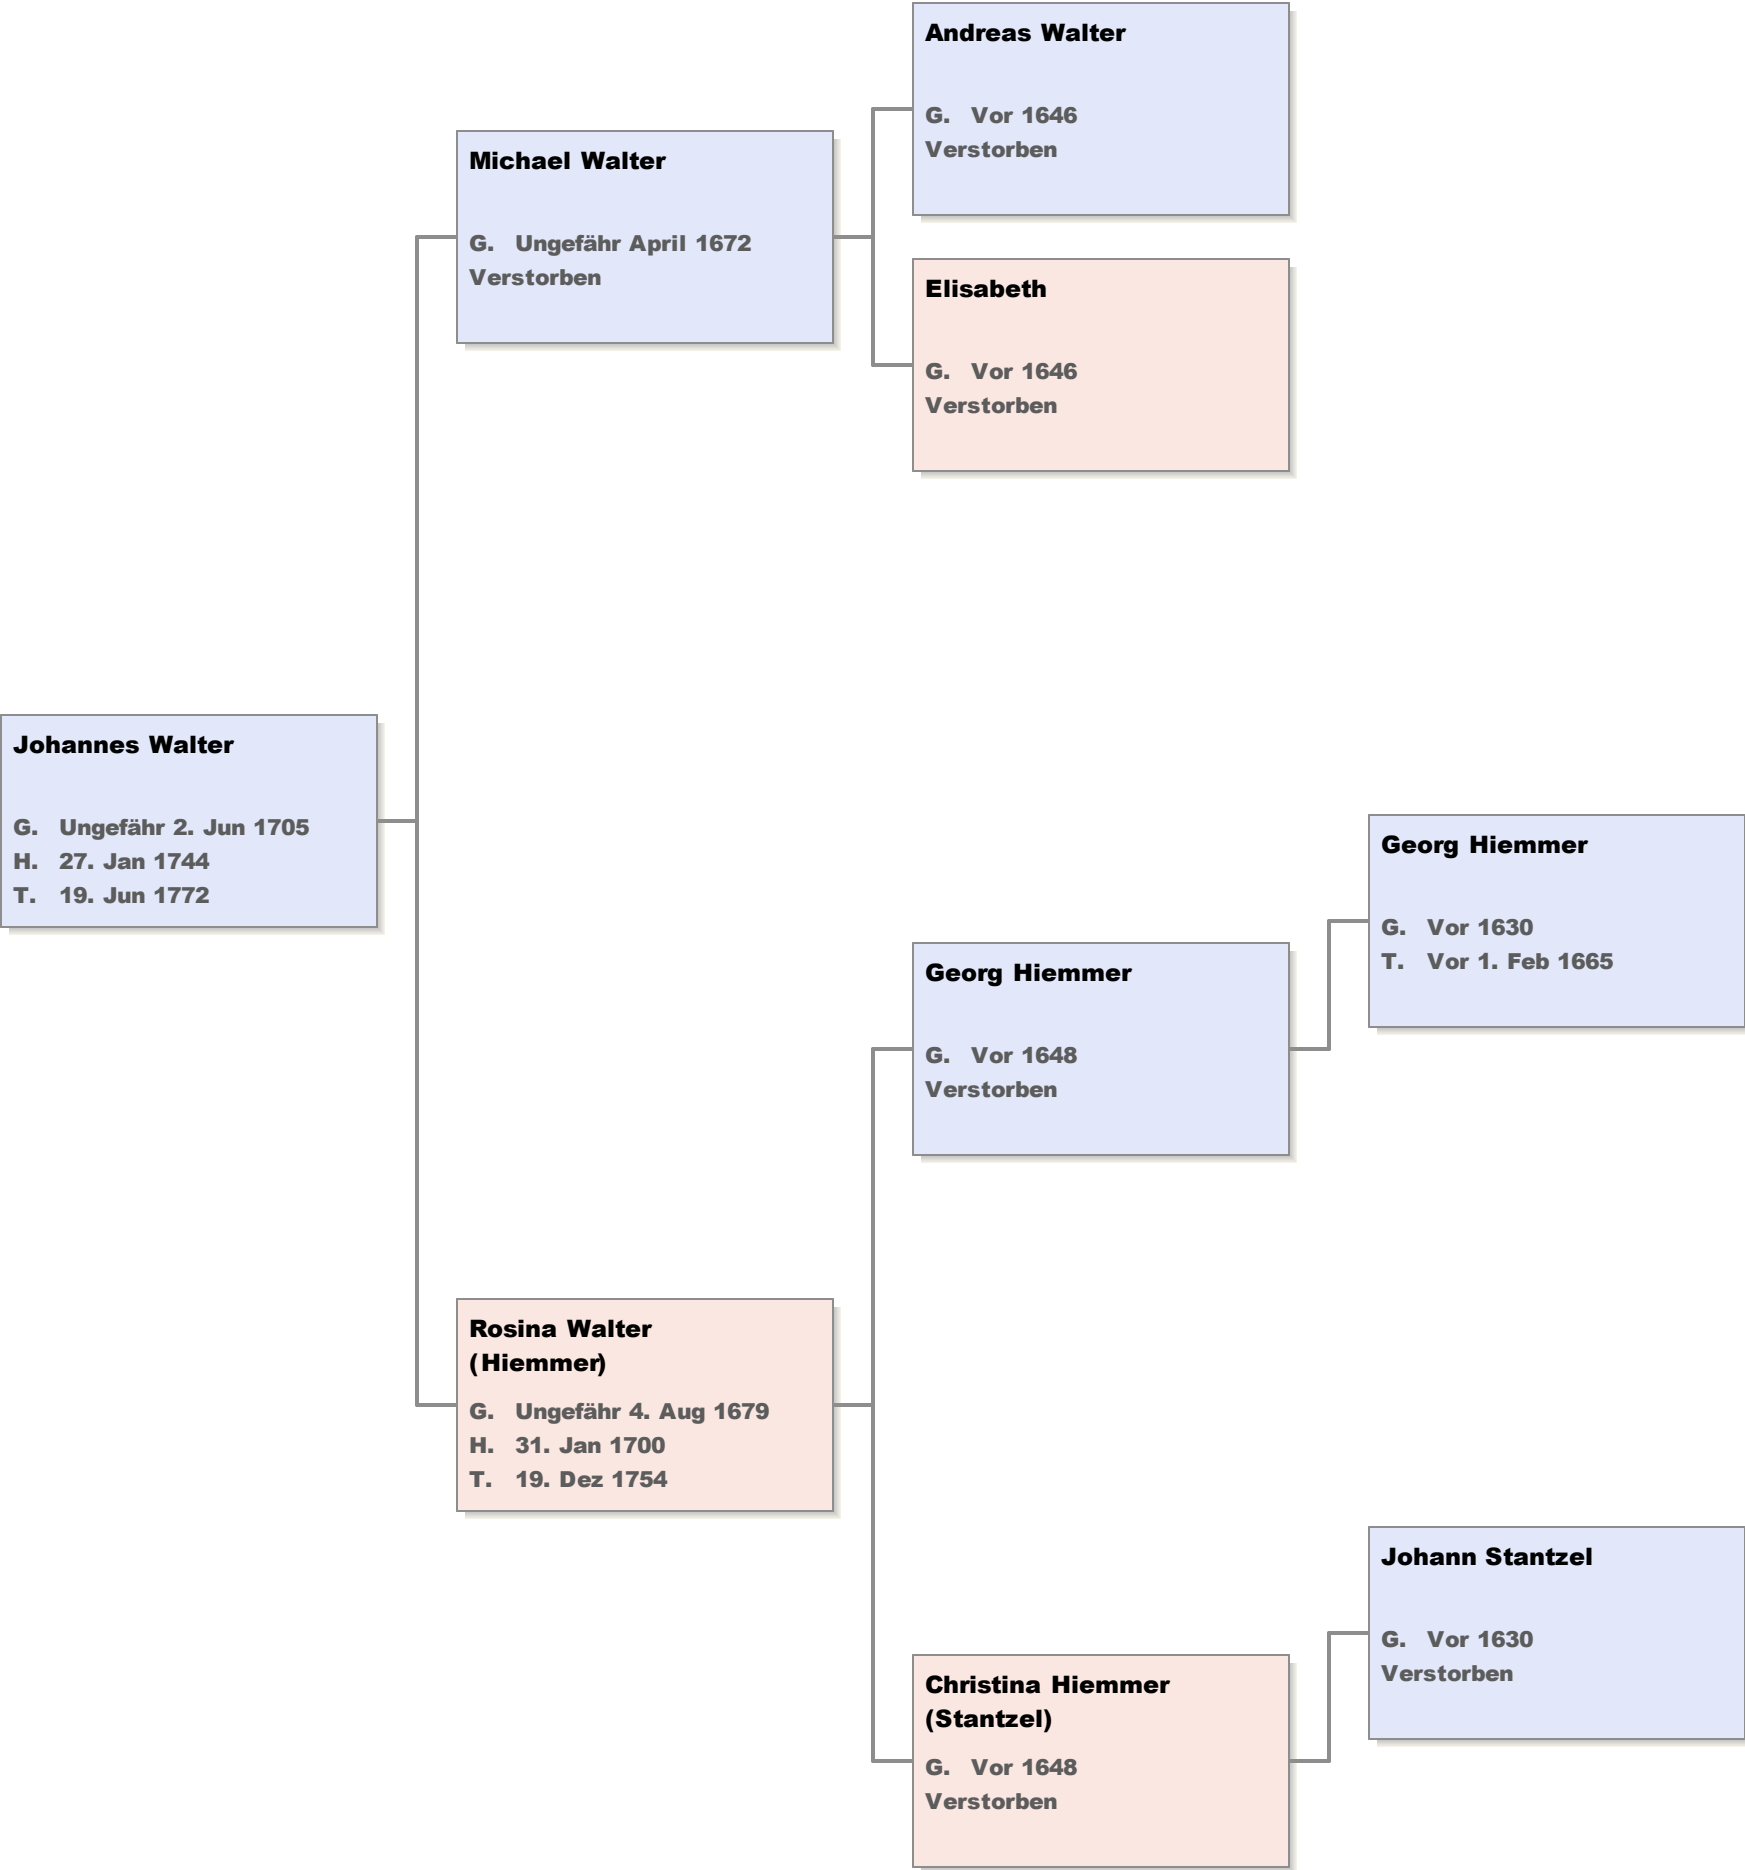 Andreas Walter
G. Vor 1646
Verstorben
Michael Walter
G. Ungefähr April 1672
Verstorben
Elisabeth
G. Vor 1646
Verstorben
Johannes Walter
G. Ungefähr 2. Jun 1705
H. 27. Jan 1744
T. 19. Jun 1772
Georg Hiemmer
G. Vor 1630
T. Vor 1. Feb 1665
Georg Hiemmer
G. Vor 1648
Verstorben
Rosina Walter
(Hiemmer)
G. Ungefähr 4. Aug 1679
H. 31. Jan 1700
T. 19. Dez 1754
Johann Stantzel
G. Vor 1630
Verstorben
Christina Hiemmer
(Stantzel)
G. Vor 1648
Verstorben